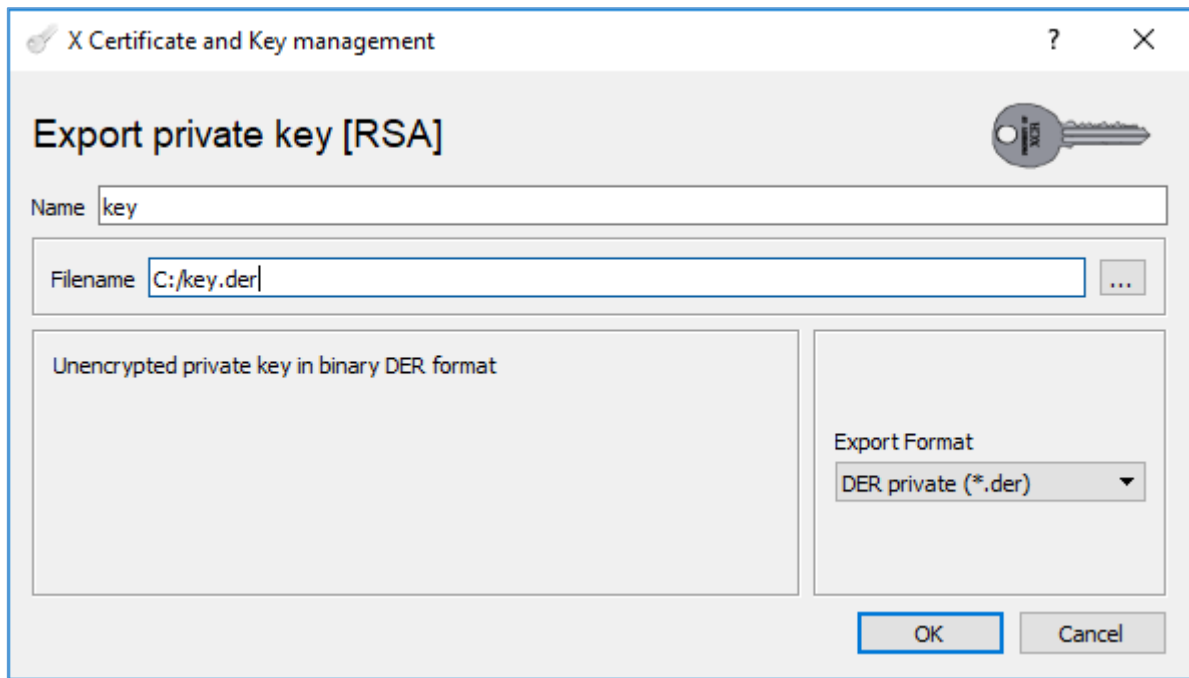 X Certificate and Key management
?
Export private key [RSA]
XCA
Name key
Filename C:/key.der
...
Unencrypted private key in binary DER format
Export Format
DER private (*.der)
OK
Cancel